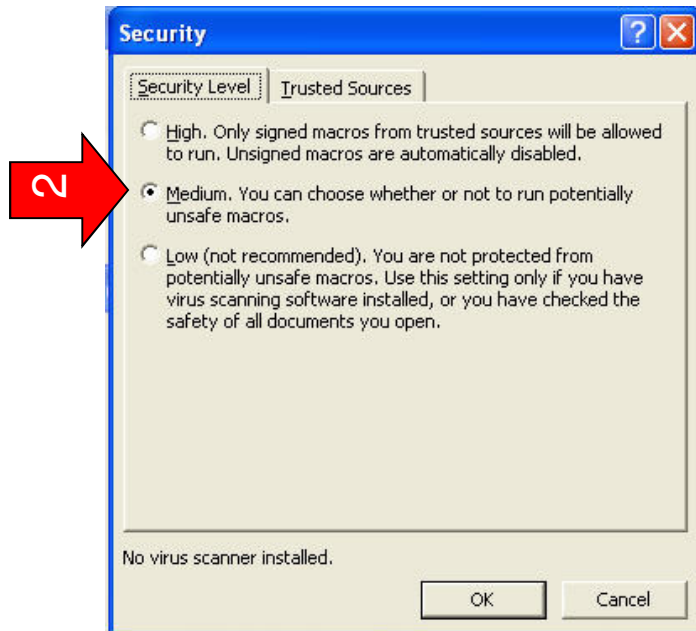 Security
Security Level
Trusted Sources
High. Only signed macros from trusted sources will be allowed
to run. Unsigned macros are automatically disabled.
2
Medium. You can choose whether or not to run potentially
unsafe macros.
Low (not recommended). You are not protected from
potentially unsafe macros. Use this setting only if you have
virus scanning software installed, or you have checked the
safety of all documents you open.
No virus scanner installed.
OK
Cancel